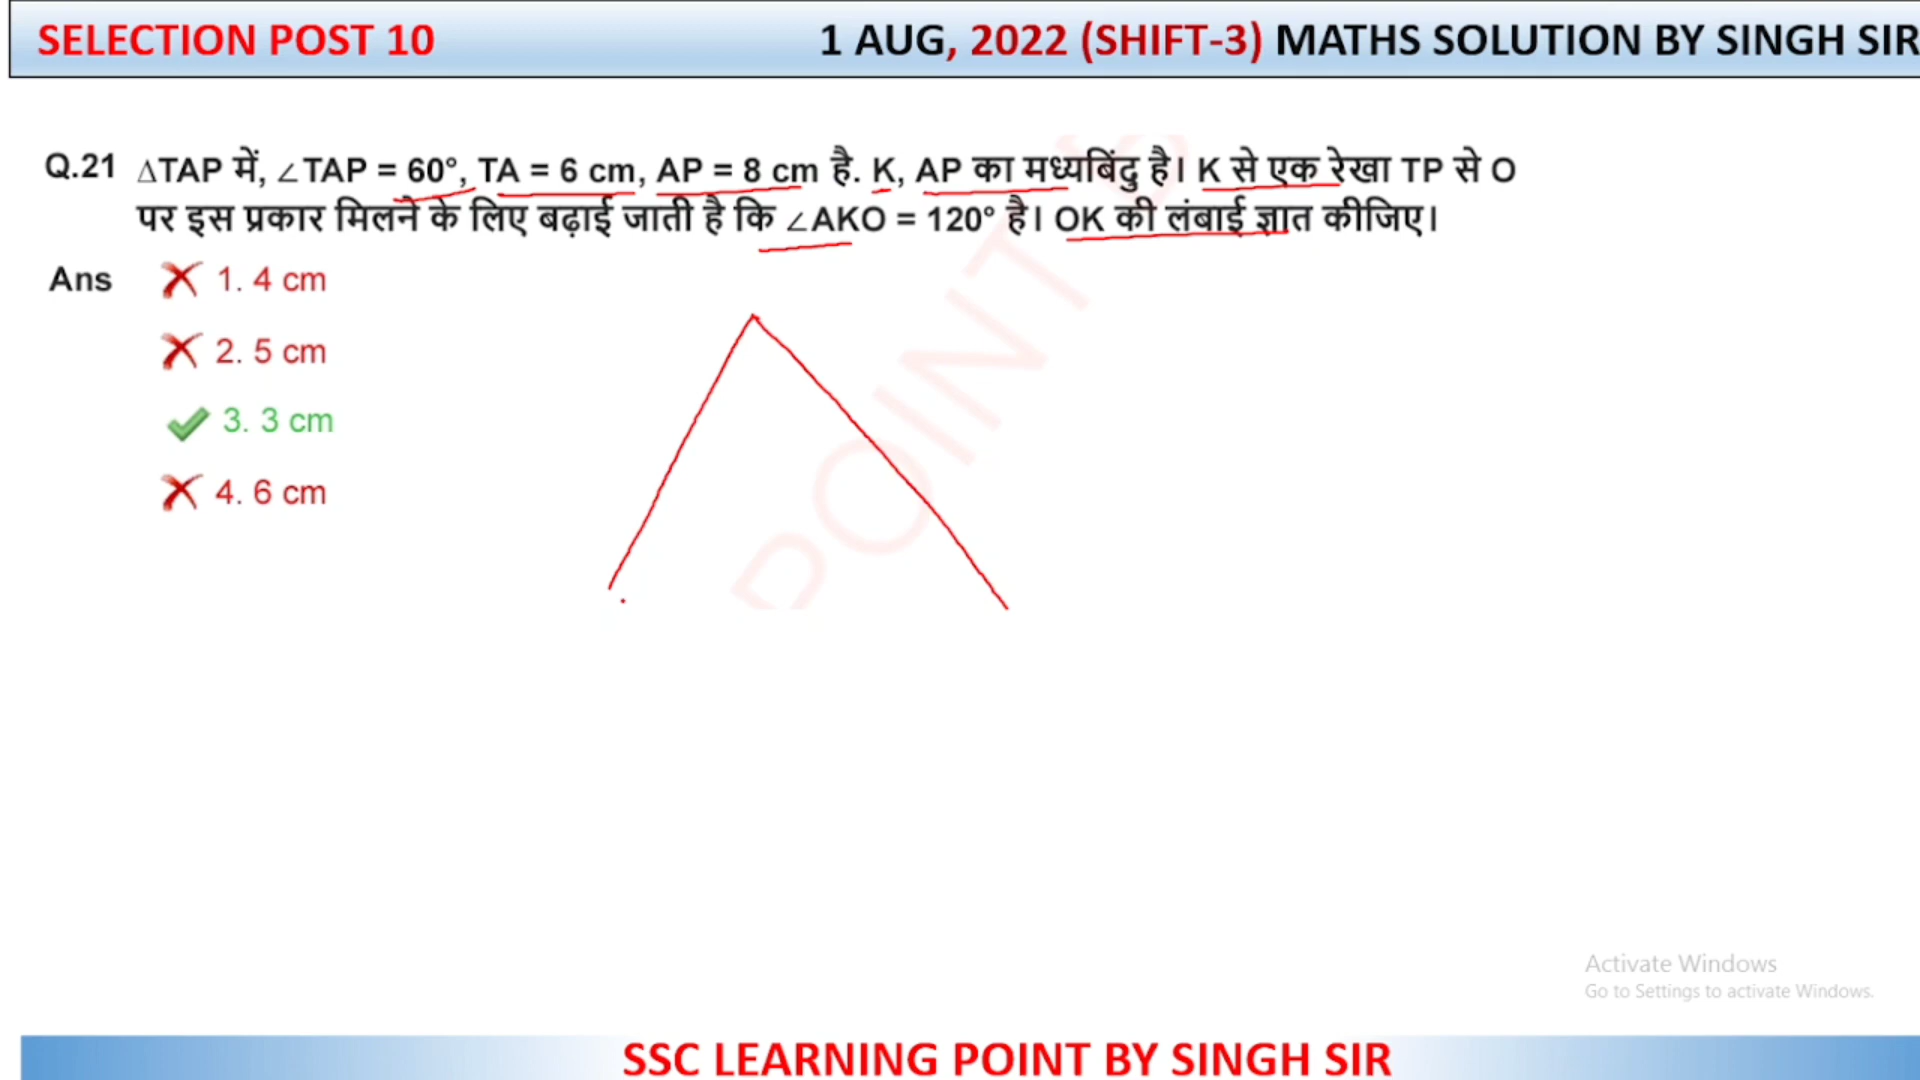 SELECTION POST 10
1 AUG, 2022 (SHIFT-3) MATHS SOLUTION BY SINGH SIR
Q.21 ΔTAP में, ∠TAP = 60°, TA = 6 cm, AP = 8 cm है. K, AP का मध्यबिंदु है। K से एक रेखा TP से O
पर इस प्रकार मिलने के लिए बढ़ाई जाती है कि ∠AKO = 120° है। OK की लंबाई ज्ञात कीजिए।
Ans
1. 4 cm
2. 5 cm
3. 3 cm
4. 6 cm
POINT
Activate Windows
Go to Settings to activate Windows.
SSC LEARNING POINT BY SINGH SIR